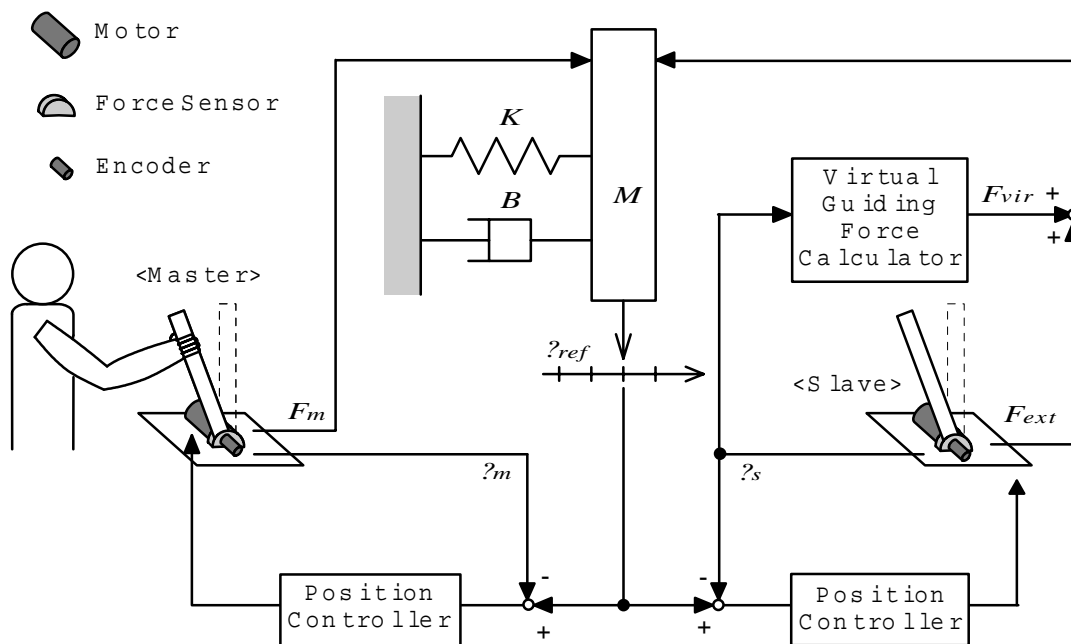 Motor
ForceSensor
Encoder
K
B
M
Virtual
Guiding
Force
Calculator
Fvir
+
+
<Master>
?ref
<Slave>
Fm
Fext
?m
?s
-
-
Position
Controller
+
+
Position
Controller